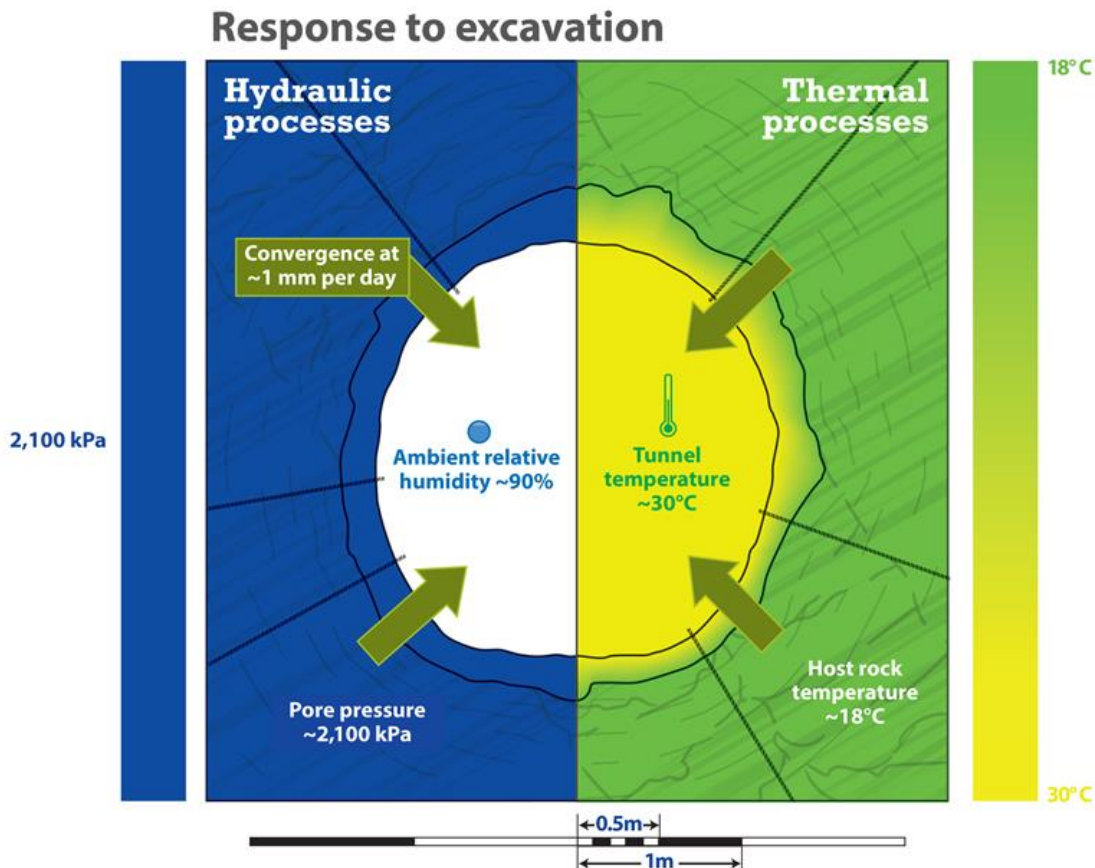 Response to excavation
Hydraulic
processes
Thermal
processes
18°C
Convergence at
~1 mm per day
2,100 kPa
Ambient relative
humidity ~90%
Tunnel
temperature
~30°C
Pore pressure
~2,100 kPa
Host rock
temperature
~18°C
30°C
0.5m
1m